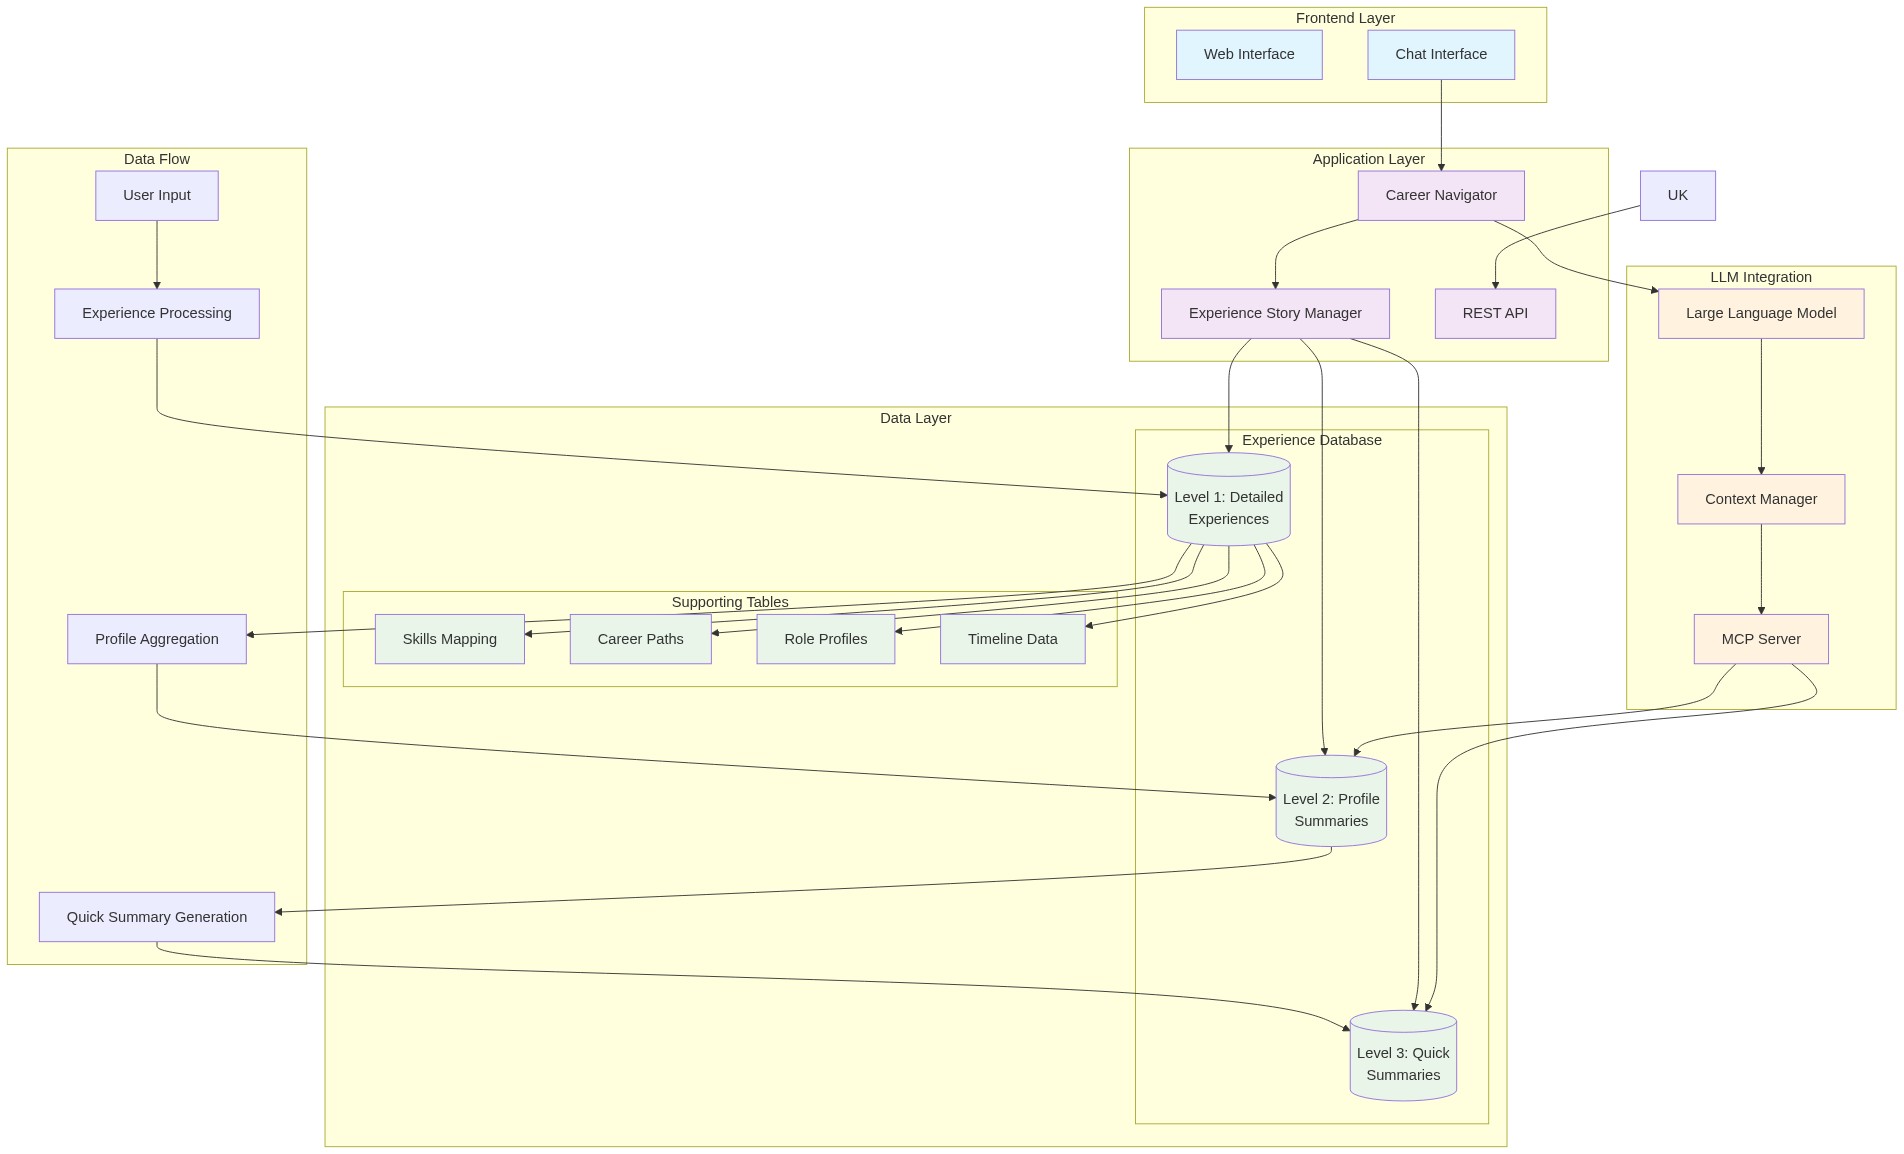 Frontend Layer
Web Interface
Chat Interface
Data Flow
User Input
Experience Processing
Profile Aggregation
Quick Summary Generation
Application Layer
Career Navigator
Experience Story Manager
REST API
UK
LLM Integration
Large Language Model
Context Manager
MCP Server
Data Layer
Experience Database
Level 1: Detailed
Experiences
Supporting Tables
Skills Mapping
Career Paths
Role Profiles
Timeline Data
Level 2: Profile
Summaries
Level 3: Quick
Summaries